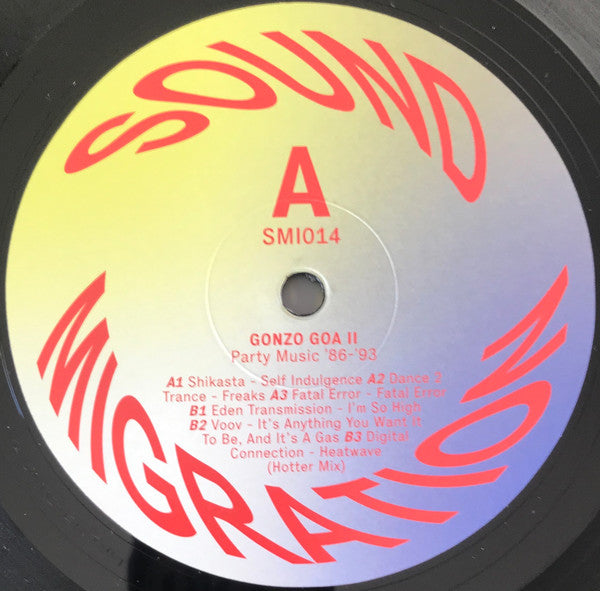 SOUND
A
SMI014
GONZO GOA II
Party Music '86-'93
A1 Shikasta - Self Indulgence A2 Dance 2
Trance - Freaks A3 Fatal Error - Fatal Error
B1 Eden Transmission - I'm So High
B2 Voov - It's Anything You Want It
To Be, And It's A Gas B3 Digital
Connection - Heatwave
(Hotter Mix)
MIGRATION